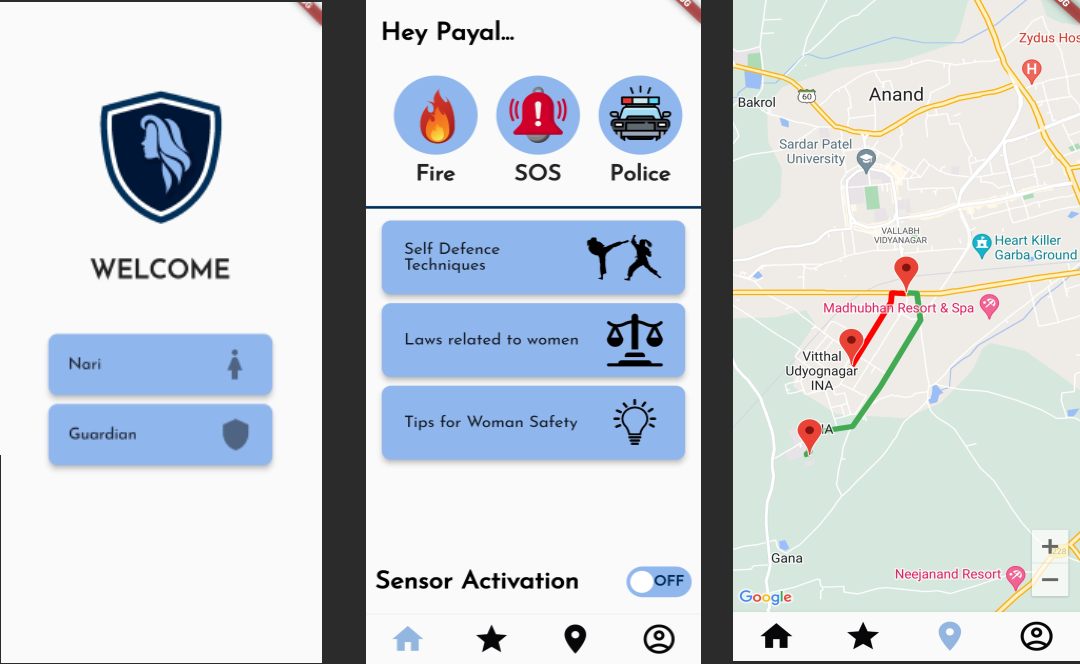 WELCOME
Nari
Guardian
Hey Payal...
Fire
SOS
Police
Self Defence
Techniques
Laws related to women
Tips for Woman Safety
Sensor Activation
OFF
Zydus Hos
H
Bakrol
60
Anand
Sardar Patel
University
VALLABH
VIDYANAGAR
Heart Killer
Garba Ground
Madhubhan Resort & Spa
Vitthal
Udyognagar
INA
Gana
Neejanand Resort
228
Google